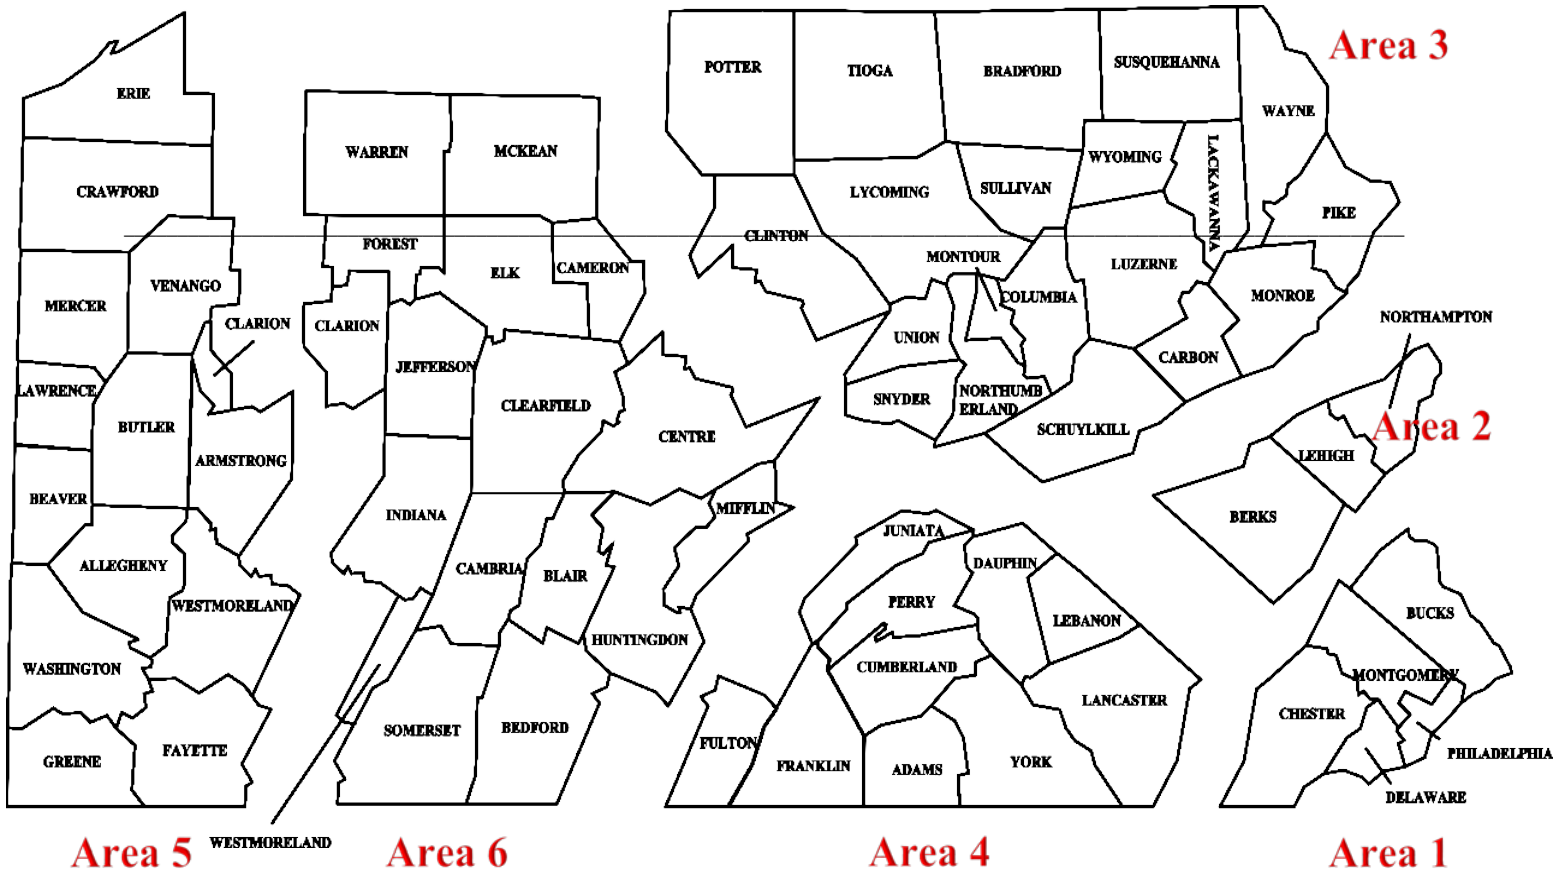 Area 3
POTTER
TIOGA
BRADFORD
SUSQUEHANNA
WAYNE
ERIE
WARREN
MCKEAN
WYOMING
LACKAWANNA
CRAWFORD
LYCOMING
SULLIVAN
PIKE
FOREST
CLINTON
MONTOUR
ELK
CAMERON
LUZERNE
VENANGO
MERCER
COLUMBIA
MONROE
CLARION
CLARION
NORTHAMPTON
UNION
CARBON
JEFFERSON
LAWRENCE
SNYDER
NORTHUMB
ERLAND
CLEARFIELD
BUTLER
CENTRE
SCHUYLKILL
Area 2
LEHIGH
ARMSTRONG
BEAVER
INDIANA
MIFFLIN
BERKS
JUNIATA
ALLEGHENY
CAMBRIA
BLAIR
DAUPHIN
WESTMORELAND
PERRY
LEBANON
BUCKS
HUNTINGDON
WASHINGTON
CUMBERLAND
MONTGOMERY
LANCASTER
CHESTER
SOMERSET
BEDFORD
FULTON
FAYETTE
GREENE
FRANKLIN
ADAMS
YORK
PHILADELPHIA
DELAWARE
WESTMORELAND
Area 5
Area 6
Area 4
Area 1